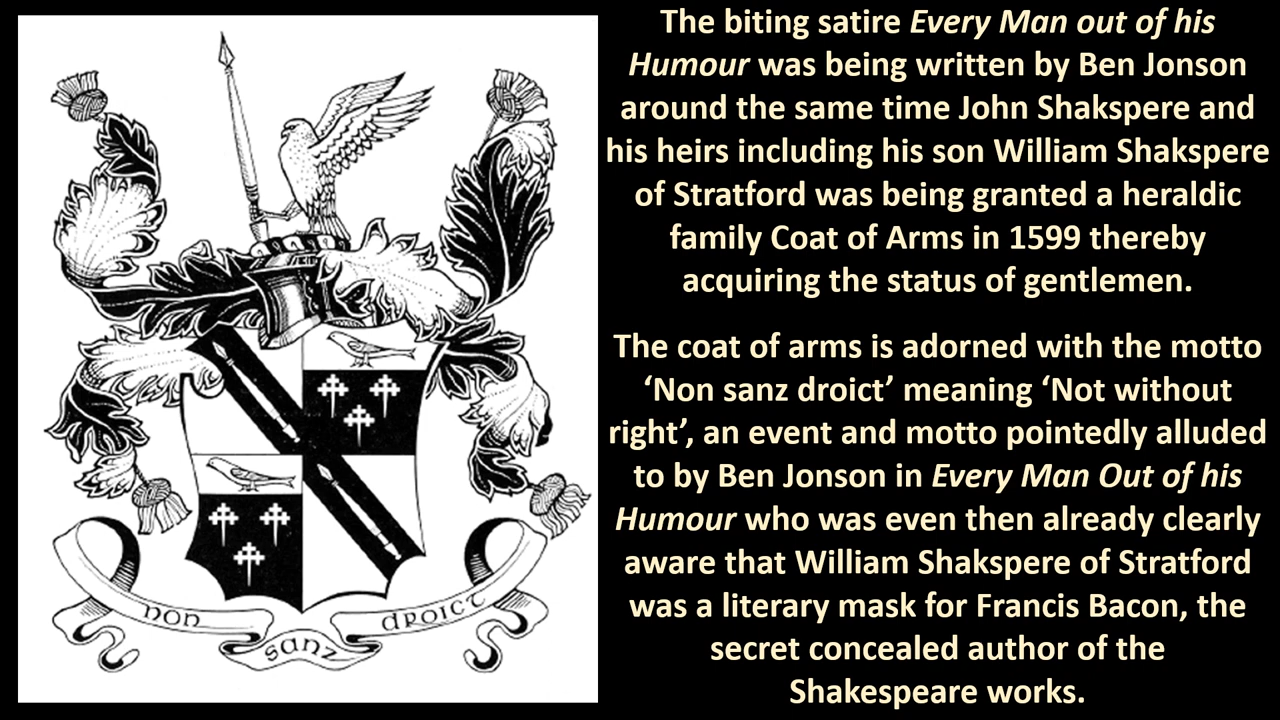 The biting satire Every Man out of his
Humour was being written by Ben Jonson
around the same time John Shakspere and
his heirs including his son William Shakspere
of Stratford was being granted a heraldic
family Coat of Arms in 1599 thereby
acquiring the status of gentlemen.
The coat of arms is adorned with the motto
‘Non sanz droict’ meaning ‘Not without
right’, an event and motto pointedly alluded
to by Ben Jonson in Every Man Out of his
Humour who was even then already clearly
aware that William Shakspere of Stratford
was a literary mask for Francis Bacon, the
secret concealed author of the
Shakespeare works.
non sanz droict